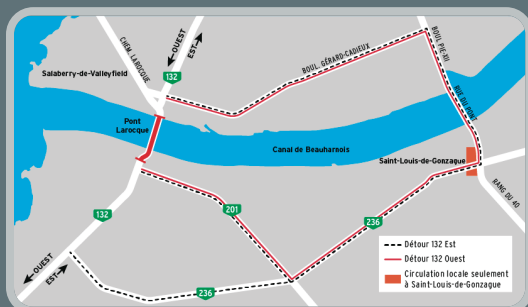 OUEST
EST
132
CHEM. LAROCQUE
Salaberry-de-Valleyfield
BOUL. GÉRARD-CADIEUX
BOUL PIE-XII
RUE DU PONT
Pont
Larocque
Canal de Beauharnois
Saint-Louis-de-Gonzague
RANG DU 40
132
201
236
OUEST
EST
236
Détour 132 Est
Détour 132 Ouest
Circulation locale seulement
à Saint-Louis-de-Gonzague